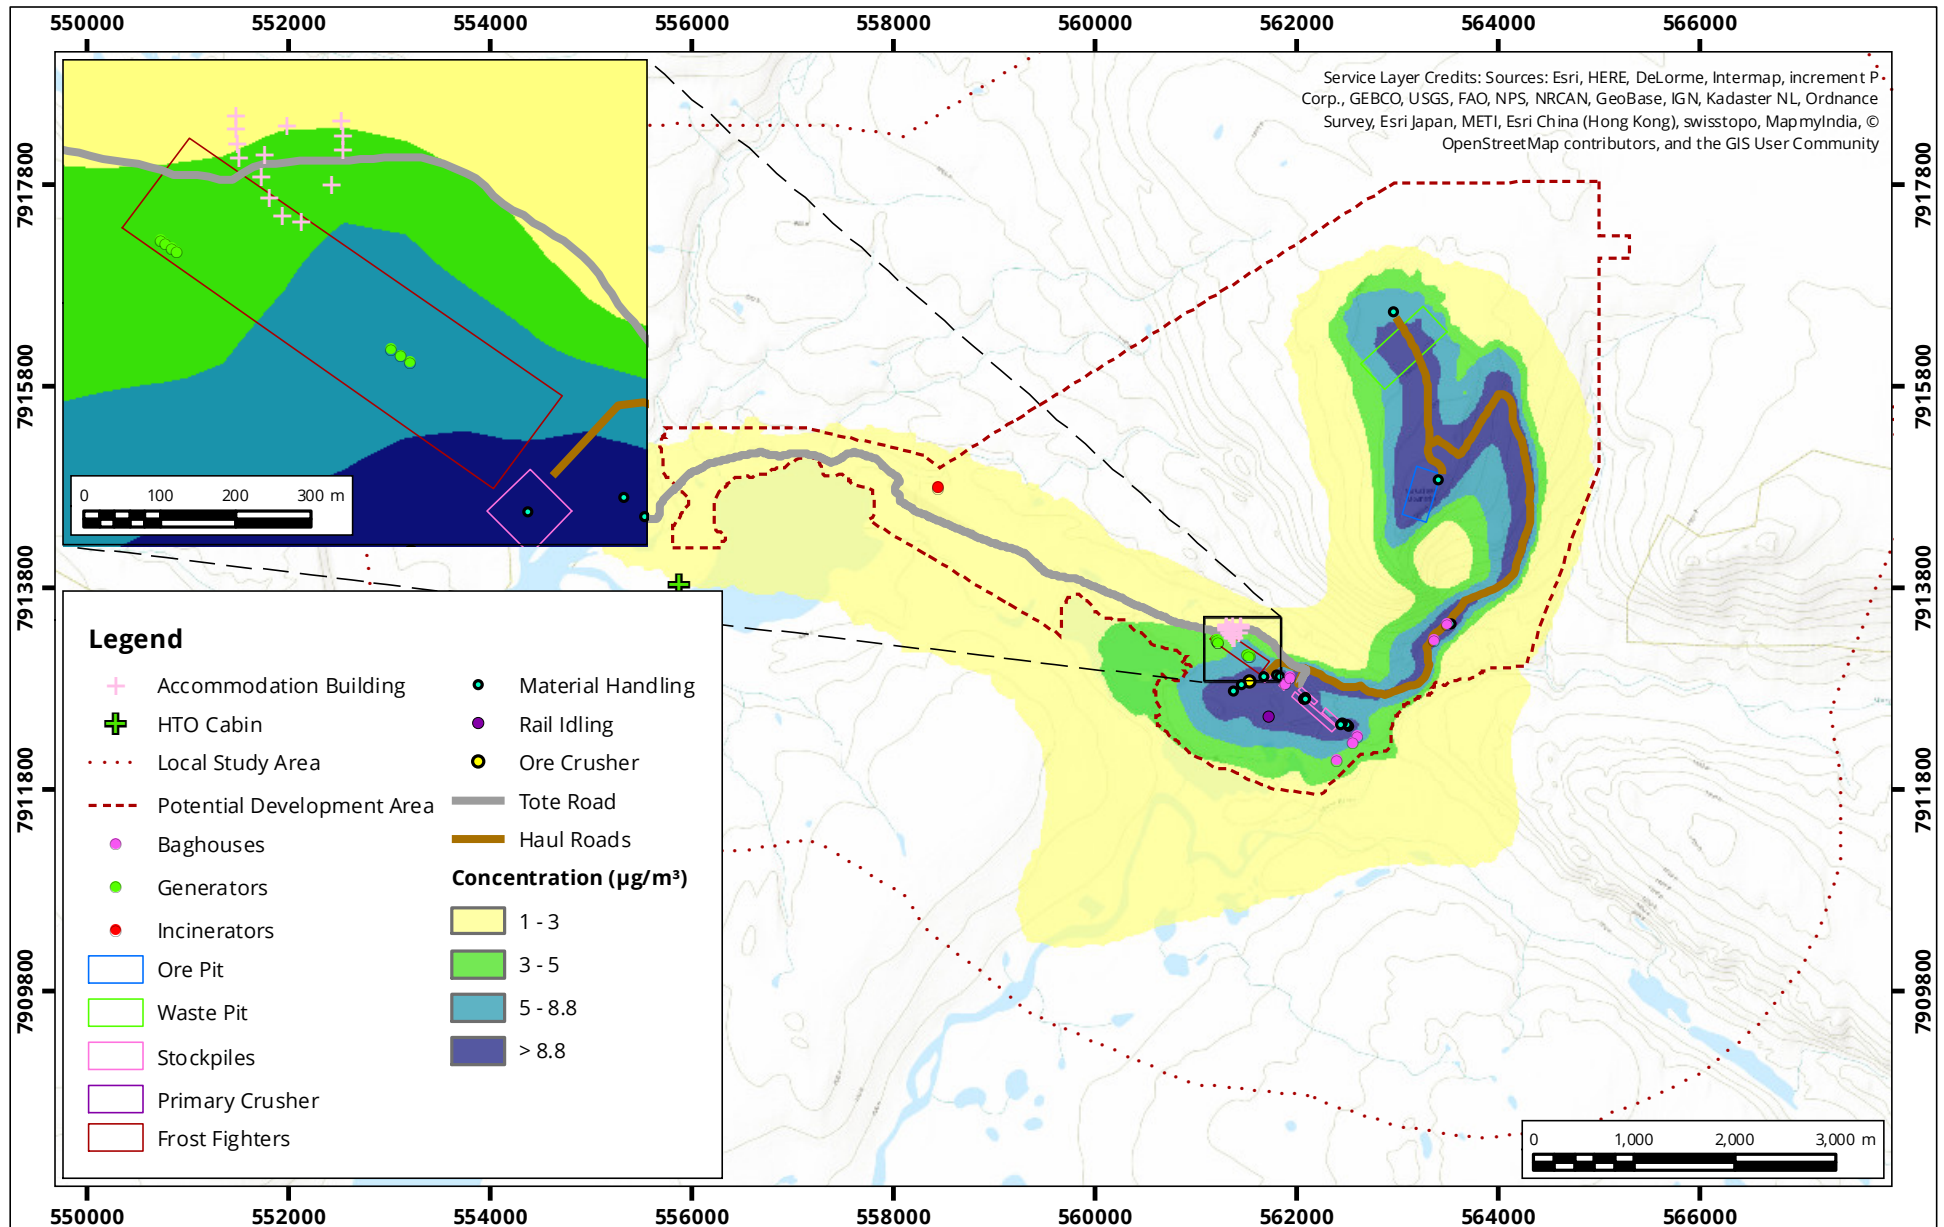 550000 552000 554000 556000 558000 560000 562000 564000 566000
Service Layer Credits: Sources: Esri, HERE, DeLorme, Intermap, increment P
Corp., GEBCO, USGS, FAO, NPS, NRCAN, GeoBase, IGN, Kadaster NL, Ordnance
Survey, Esri Japan, METI, Esri China (Hong Kong), swisstopo, MapmyIndia, ©
OpenStreetMap contributors, and the GIS User Community
7917800 7917800
7915800 7915800
0 100 200 300 m
7913800 7913800
Legend
Accommodation Building
HTO Cabin
Local Study Area
Potential Development Area
Baghouses
Generators
Incinerators
Ore Pit
Waste Pit
Stockpiles
Primary Crusher
Frost Fighters
Material Handling
Rail Idling
Ore Crusher
Tote Road
Haul Roads
Concentration (µg/m³)
1 - 3
3 - 5
5 - 8.8
> 8.8
7911800 7911800
7909800 7909800
0 1,000 2,000 3,000 m
550000 552000 554000 556000 558000 560000 562000 564000 566000